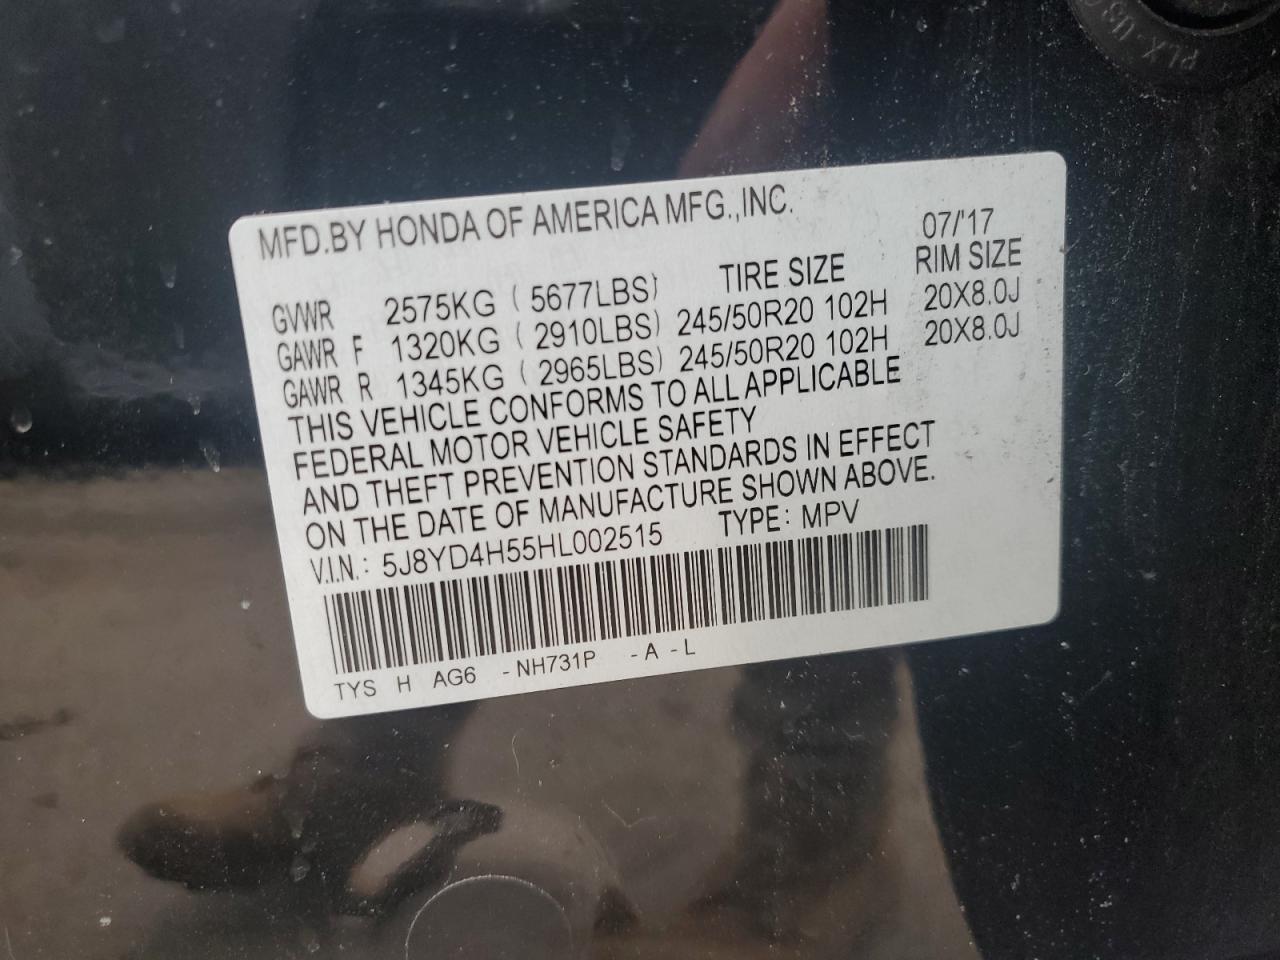 MFD.BY HONDA OF AMERICA MFG.,INC. 07/'17
TIRE SIZE RIM SIZE
GVWR 2575KG ( 5677LBS)
GAWR F 1320KG ( 2910LBS) 245/50R20 102H 20X8.0J
GAWR R 1345KG ( 2965LBS) 245/50R20 102H 20X8.0J
THIS VEHICLE CONFORMS TO ALL APPLICABLE
FEDERAL MOTOR VEHICLE SAFETY
AND THEFT PREVENTION STANDARDS IN EFFECT
ON THE DATE OF MANUFACTURE SHOWN ABOVE.
V.I.N.: 5J8YD4H55HL002515 TYPE: MPV
TYS H AG6 -NH731P -A -L